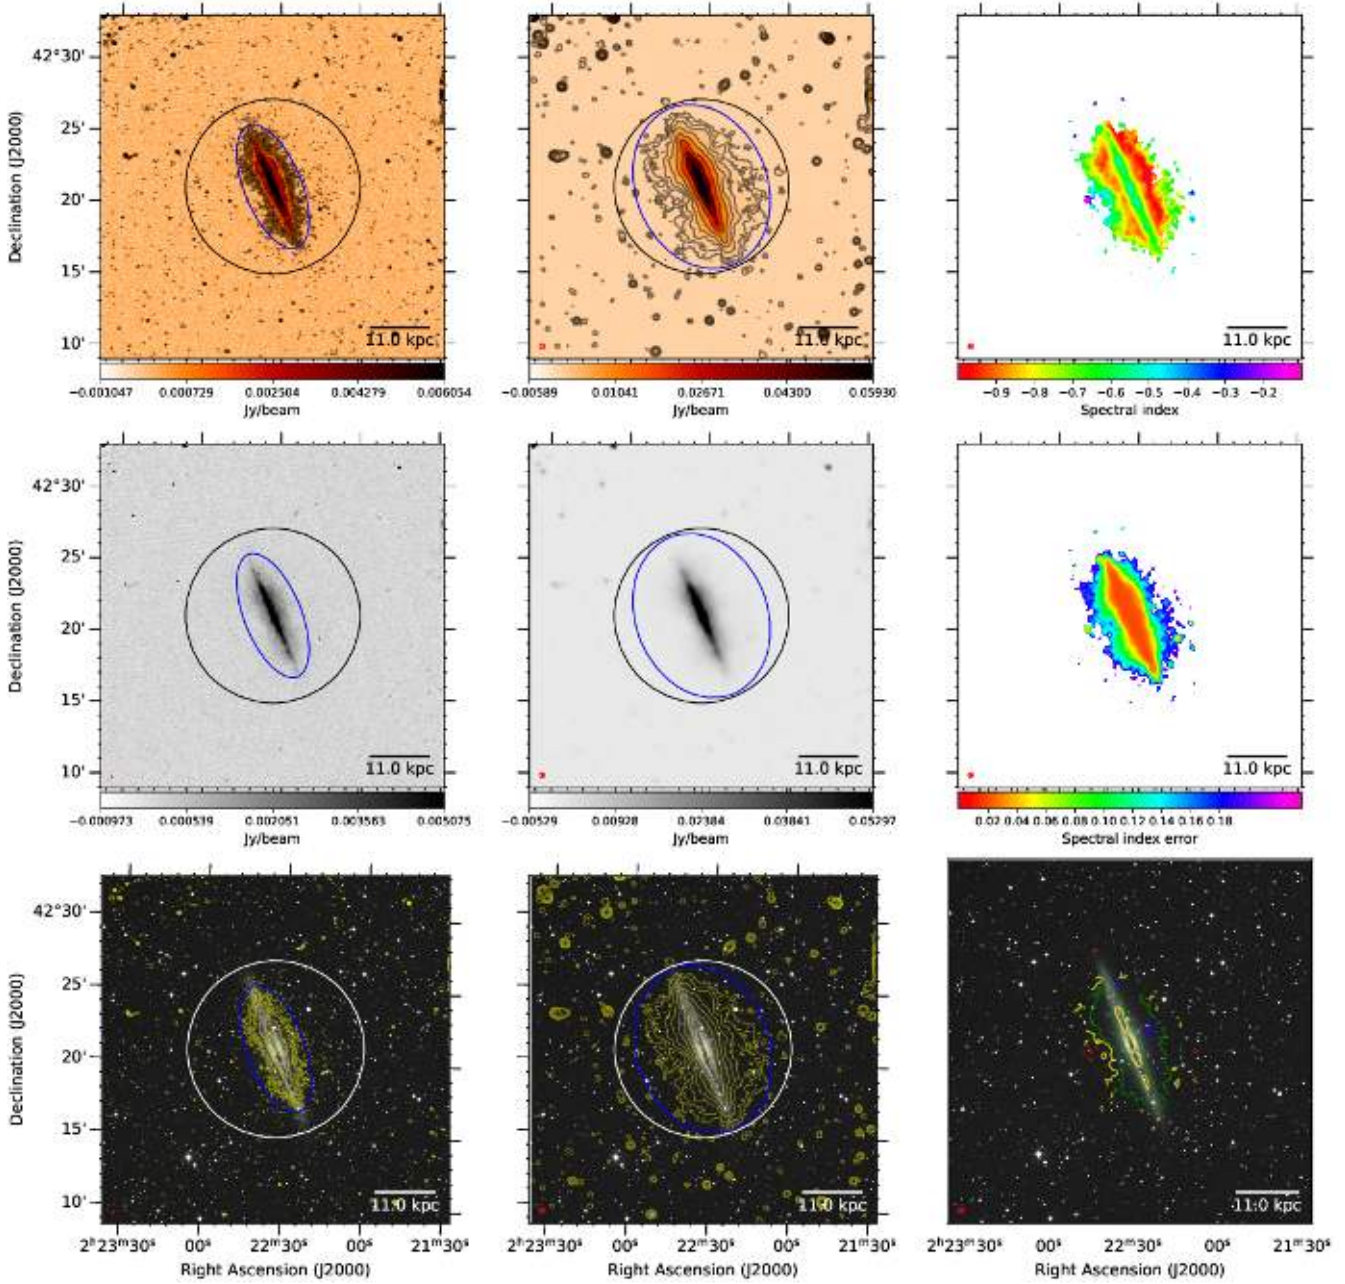 Declination (J2000)
42°30'
25'
20'
15'
10'
11.0 kpc
11.0 kpc
11.0 kpc
−0.001047 0.000729 0.002504 0.004279 0.006054
Jy/beam
−0.00589 0.01041 0.02671 0.04300 0.05930
Jy/beam
−0.9 −0.8 −0.7 −0.6 −0.5 −0.4 −0.3 −0.2
Spectral index
Declination (J2000)
42°30'
25'
20'
15'
10'
11.0 kpc
11.0 kpc
11.0 kpc
−0.000973 0.000539 0.002051 0.003563 0.005075
Jy/beam
−0.00529 0.00928 0.02384 0.03841 0.05297
Jy/beam
0.02 0.04 0.06 0.08 0.10 0.12 0.14 0.16 0.18
Spectral index error
Declination (J2000)
42°30'
25'
20'
15'
10'
11.0 kpc
11.0 kpc
11.0 kpc
2ʰ23ᵐ30ˢ 00ˢ 22ᵐ30ˢ 00ˢ 21ᵐ30ˢ
Right Ascension (J2000)
2ʰ23ᵐ30ˢ 00ˢ 22ᵐ30ˢ 00ˢ 21ᵐ30ˢ
Right Ascension (J2000)
2ʰ23ᵐ30ˢ 00ˢ 22ᵐ30ˢ 00ˢ 21ᵐ30ˢ
Right Ascension (J2000)